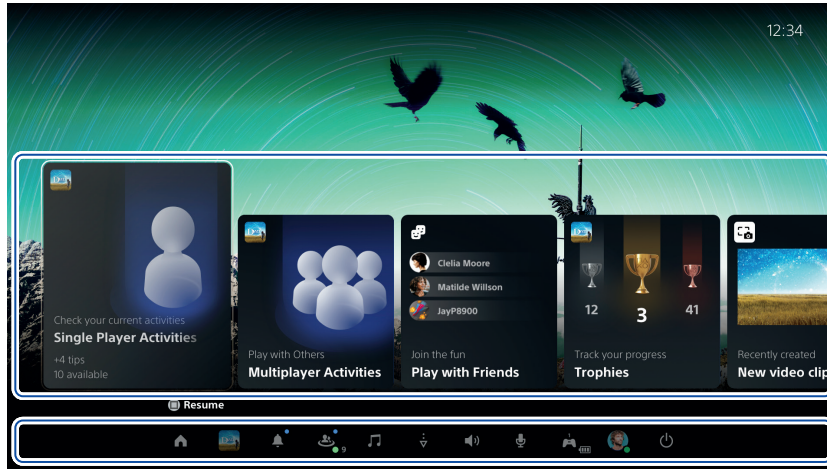 12:34
Check your current activities
Single Player Activities
+4 tips
10 available
Play with Others
Multiplayer Activities
Clelia Moore
Matilde Willson
JayP8900
Join the fun
Play with Friends
12
3
41
Track your progress
Trophies
Recently created
New video clip
Resume
9